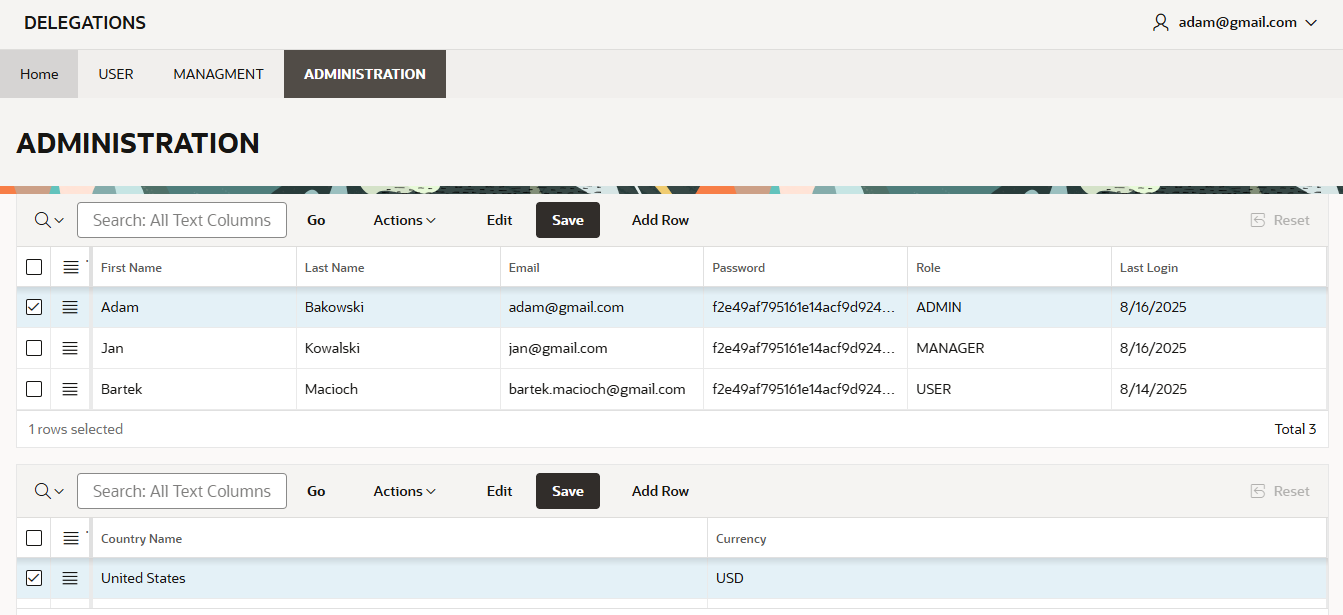 DELEGATIONS adam@gmail.com
Home USER MANAGMENT ADMINISTRATION
ADMINISTRATION
Search: All Text Columns Go Actions Edit Save Add Row Reset
First Name Last Name Email Password Role Last Login
Adam Bakowski adam@gmail.com f2e49af795161e14acf9d924... ADMIN 8/16/2025
Jan Kowalski jan@gmail.com f2e49af795161e14acf9d924... MANAGER 8/16/2025
Bartek Macioch bartek.macioch@gmail.com f2e49af795161e14acf9d924... USER 8/14/2025
1 rows selected Total 3
Search: All Text Columns Go Actions Edit Save Add Row Reset
Country Name Currency
United States USD